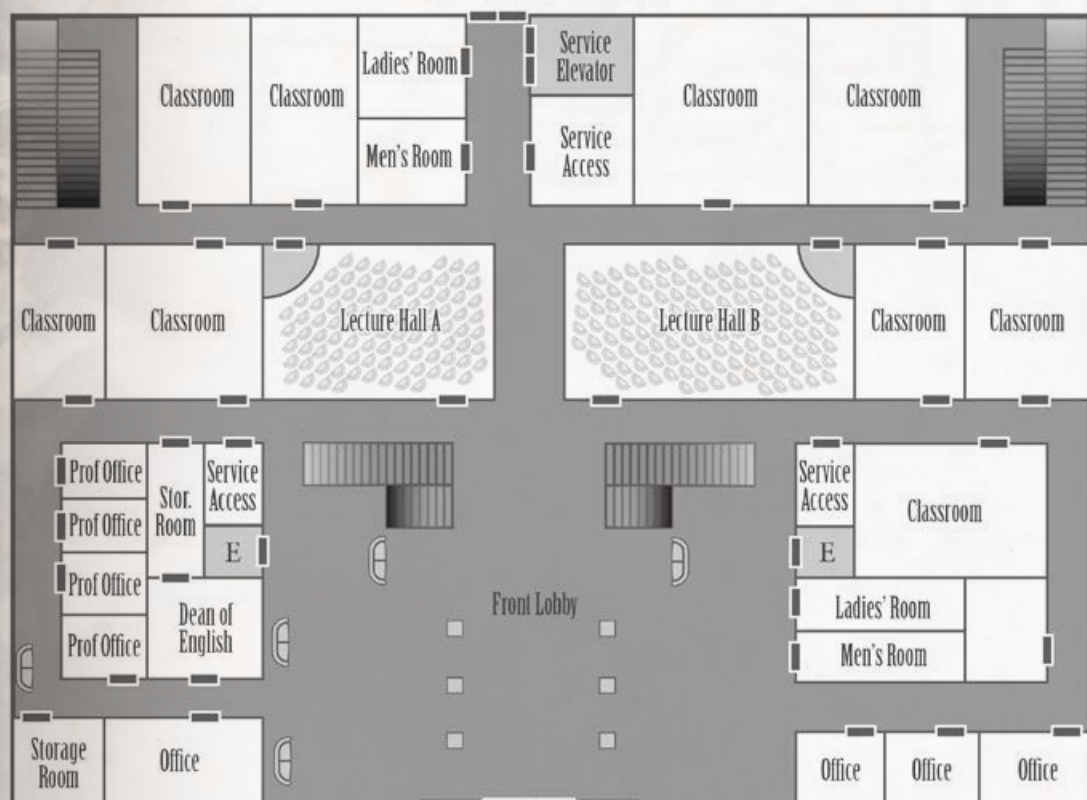 Classroom
Classroom
Ladies' Room
Men's Room
Service
Elevator
Service
Access
Classroom
Classroom
Classroom
Classroom
Lecture Hall A
Lecture Hall B
Classroom
Classroom
Prof Office
Prof Office
Prof Office
Prof Office
Stor.
Room
Service
Access
E
Dean of
English
Front Lobby
Service
Access
E
Classroom
Ladies' Room
Men's Room
Storage
Room
Office
Office
Office
Office